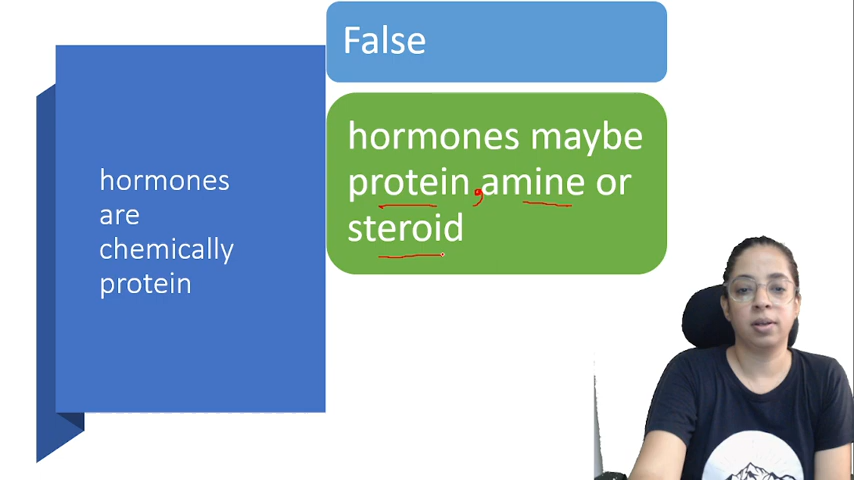 hormones
are
chemically
protein
False
hormones maybe
protein,amine or
steroid